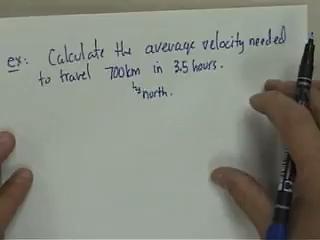 ex: Calculate the average velocity needed
to travel 700km in 3.5 hours.
north.